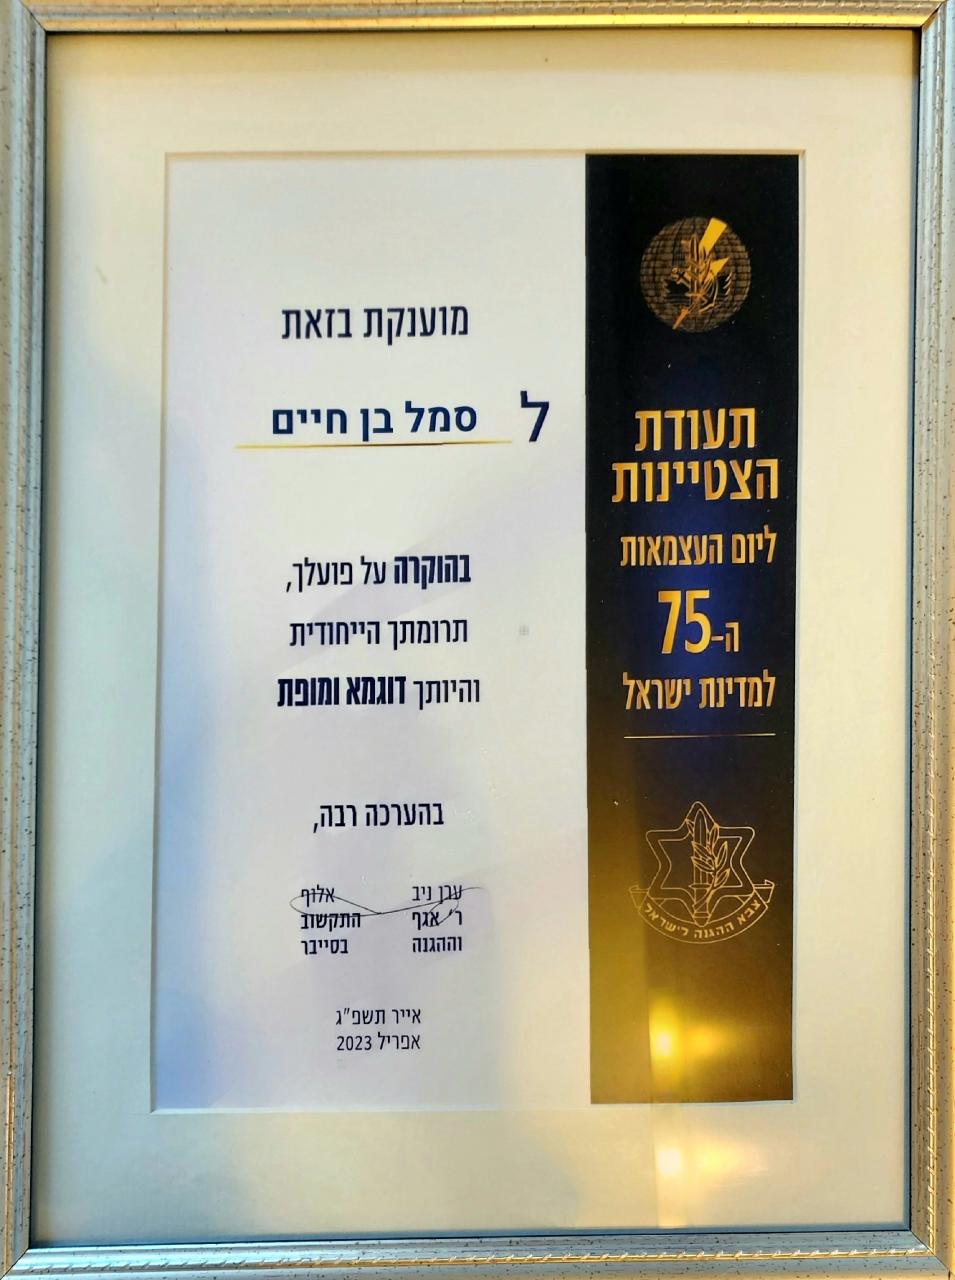 תעודת
הצטיינות
ליום העצמאות
ה-75
למדינת ישראל
צבא ההגנה לישראל
מוענקת בזאת
ל סמל בן חיים
בהוקרה על פועלך,
תרומתך הייחודית
והיותך דוגמא ומופת
בהערכה רבה,
ערן ניב אלוף
ר׳ אגף התקשוב
וההגנה בסייבר
אייר תשפ"ג
אפריל 2023